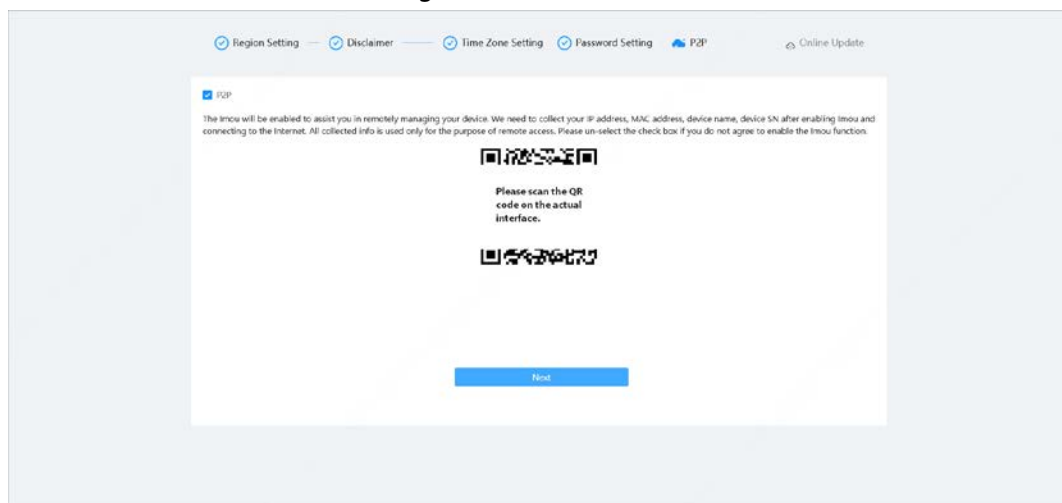 Region Setting Disclaimer Time Zone Setting Password Setting P2P Online Update
P2P
The Imou will be enabled to assist you in remotely managing your device. We need to collect your IP address, MAC address, device name, device SN after enabling Imou and
connecting to the Internet. All collected info is used only for the purpose of remote access. Please un-select the check box if you do not agree to enable the Imou function.
Please scan the QR
code on the actual
interface.
Next